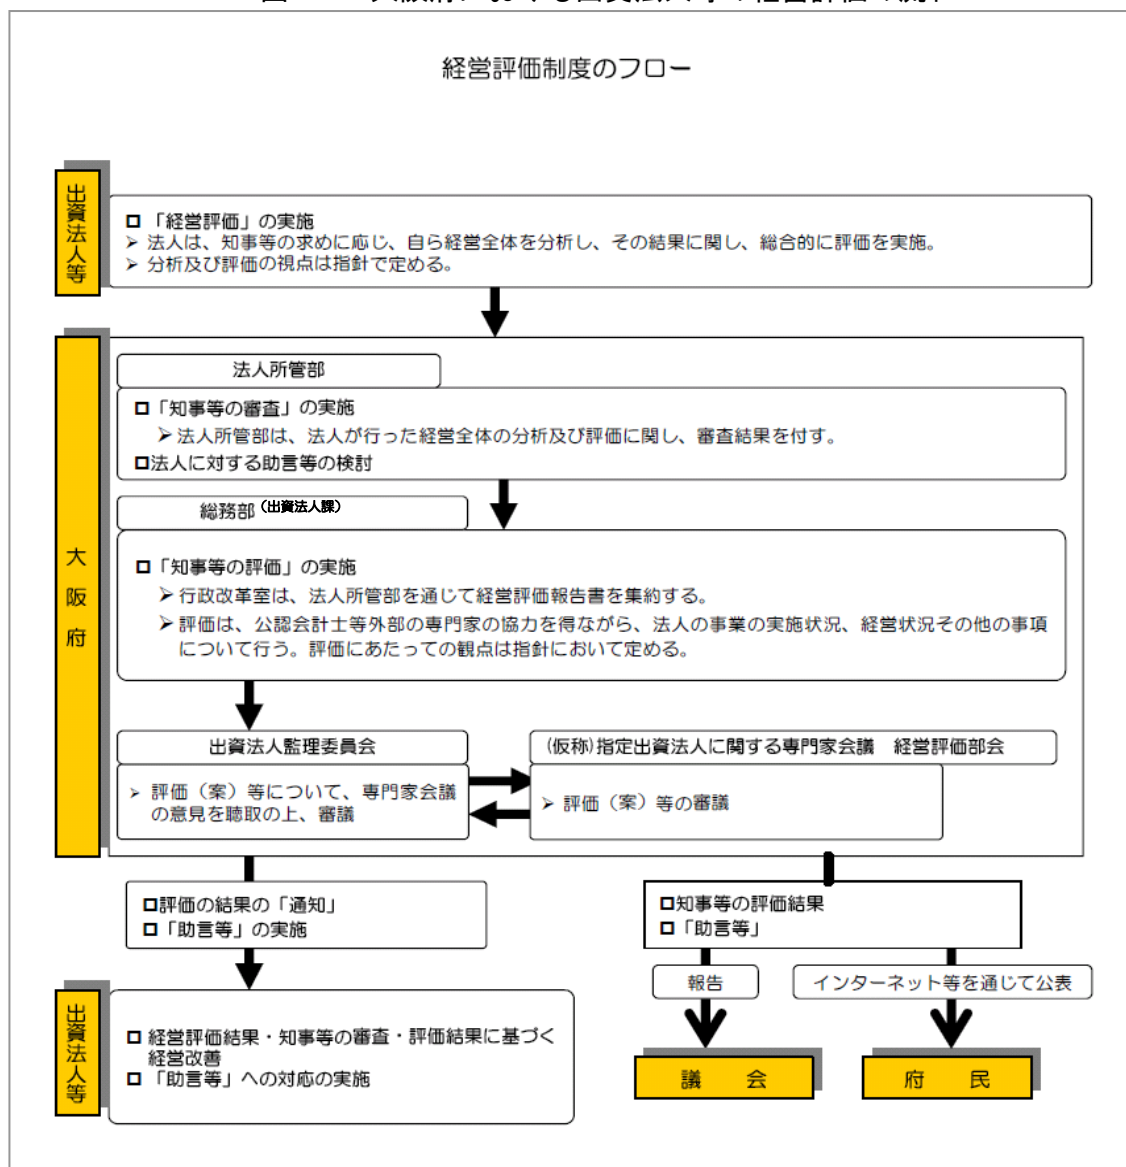 経営評価制度のフロー
出資法人等
「経営評価」の実施
➢ 法人は、知事等の求めに応じ、自ら経営全体を分析し、その結果に関し、総合的に評価を実施。
➢ 分析及び評価の視点は指針で定める。
大阪府
法人所管部
「知事等の審査」の実施
➢ 法人所管部は、法人が行った経営全体の分析及び評価に関し、審査結果を付す。
法人に対する助言等の検討
総務部(出資法人課)
「知事等の評価」の実施
➢ 行政改革室は、法人所管部を通じて経営評価報告書を集約する。
➢ 評価は、公認会計士等外部の専門家の協力を得ながら、法人の事業の実施状況、経営状況その他の事項
について行う。評価にあたっての観点は指針において定める。
出資法人監理委員会
➢ 評価(案)等について、専門家会議
の意見を聴取の上、審議
(仮称)指定出資法人に関する専門家会議 経営評価部会
➢ 評価(案)等の審議
評価の結果の「通知」
「助言等」の実施
知事等の評価結果
「助言等」
報告
インターネット等を通じて公表
出資法人等
経営評価結果・知事等の審査・評価結果に基づく
経営改善
「助言等」への対応の実施
議 会
府 民